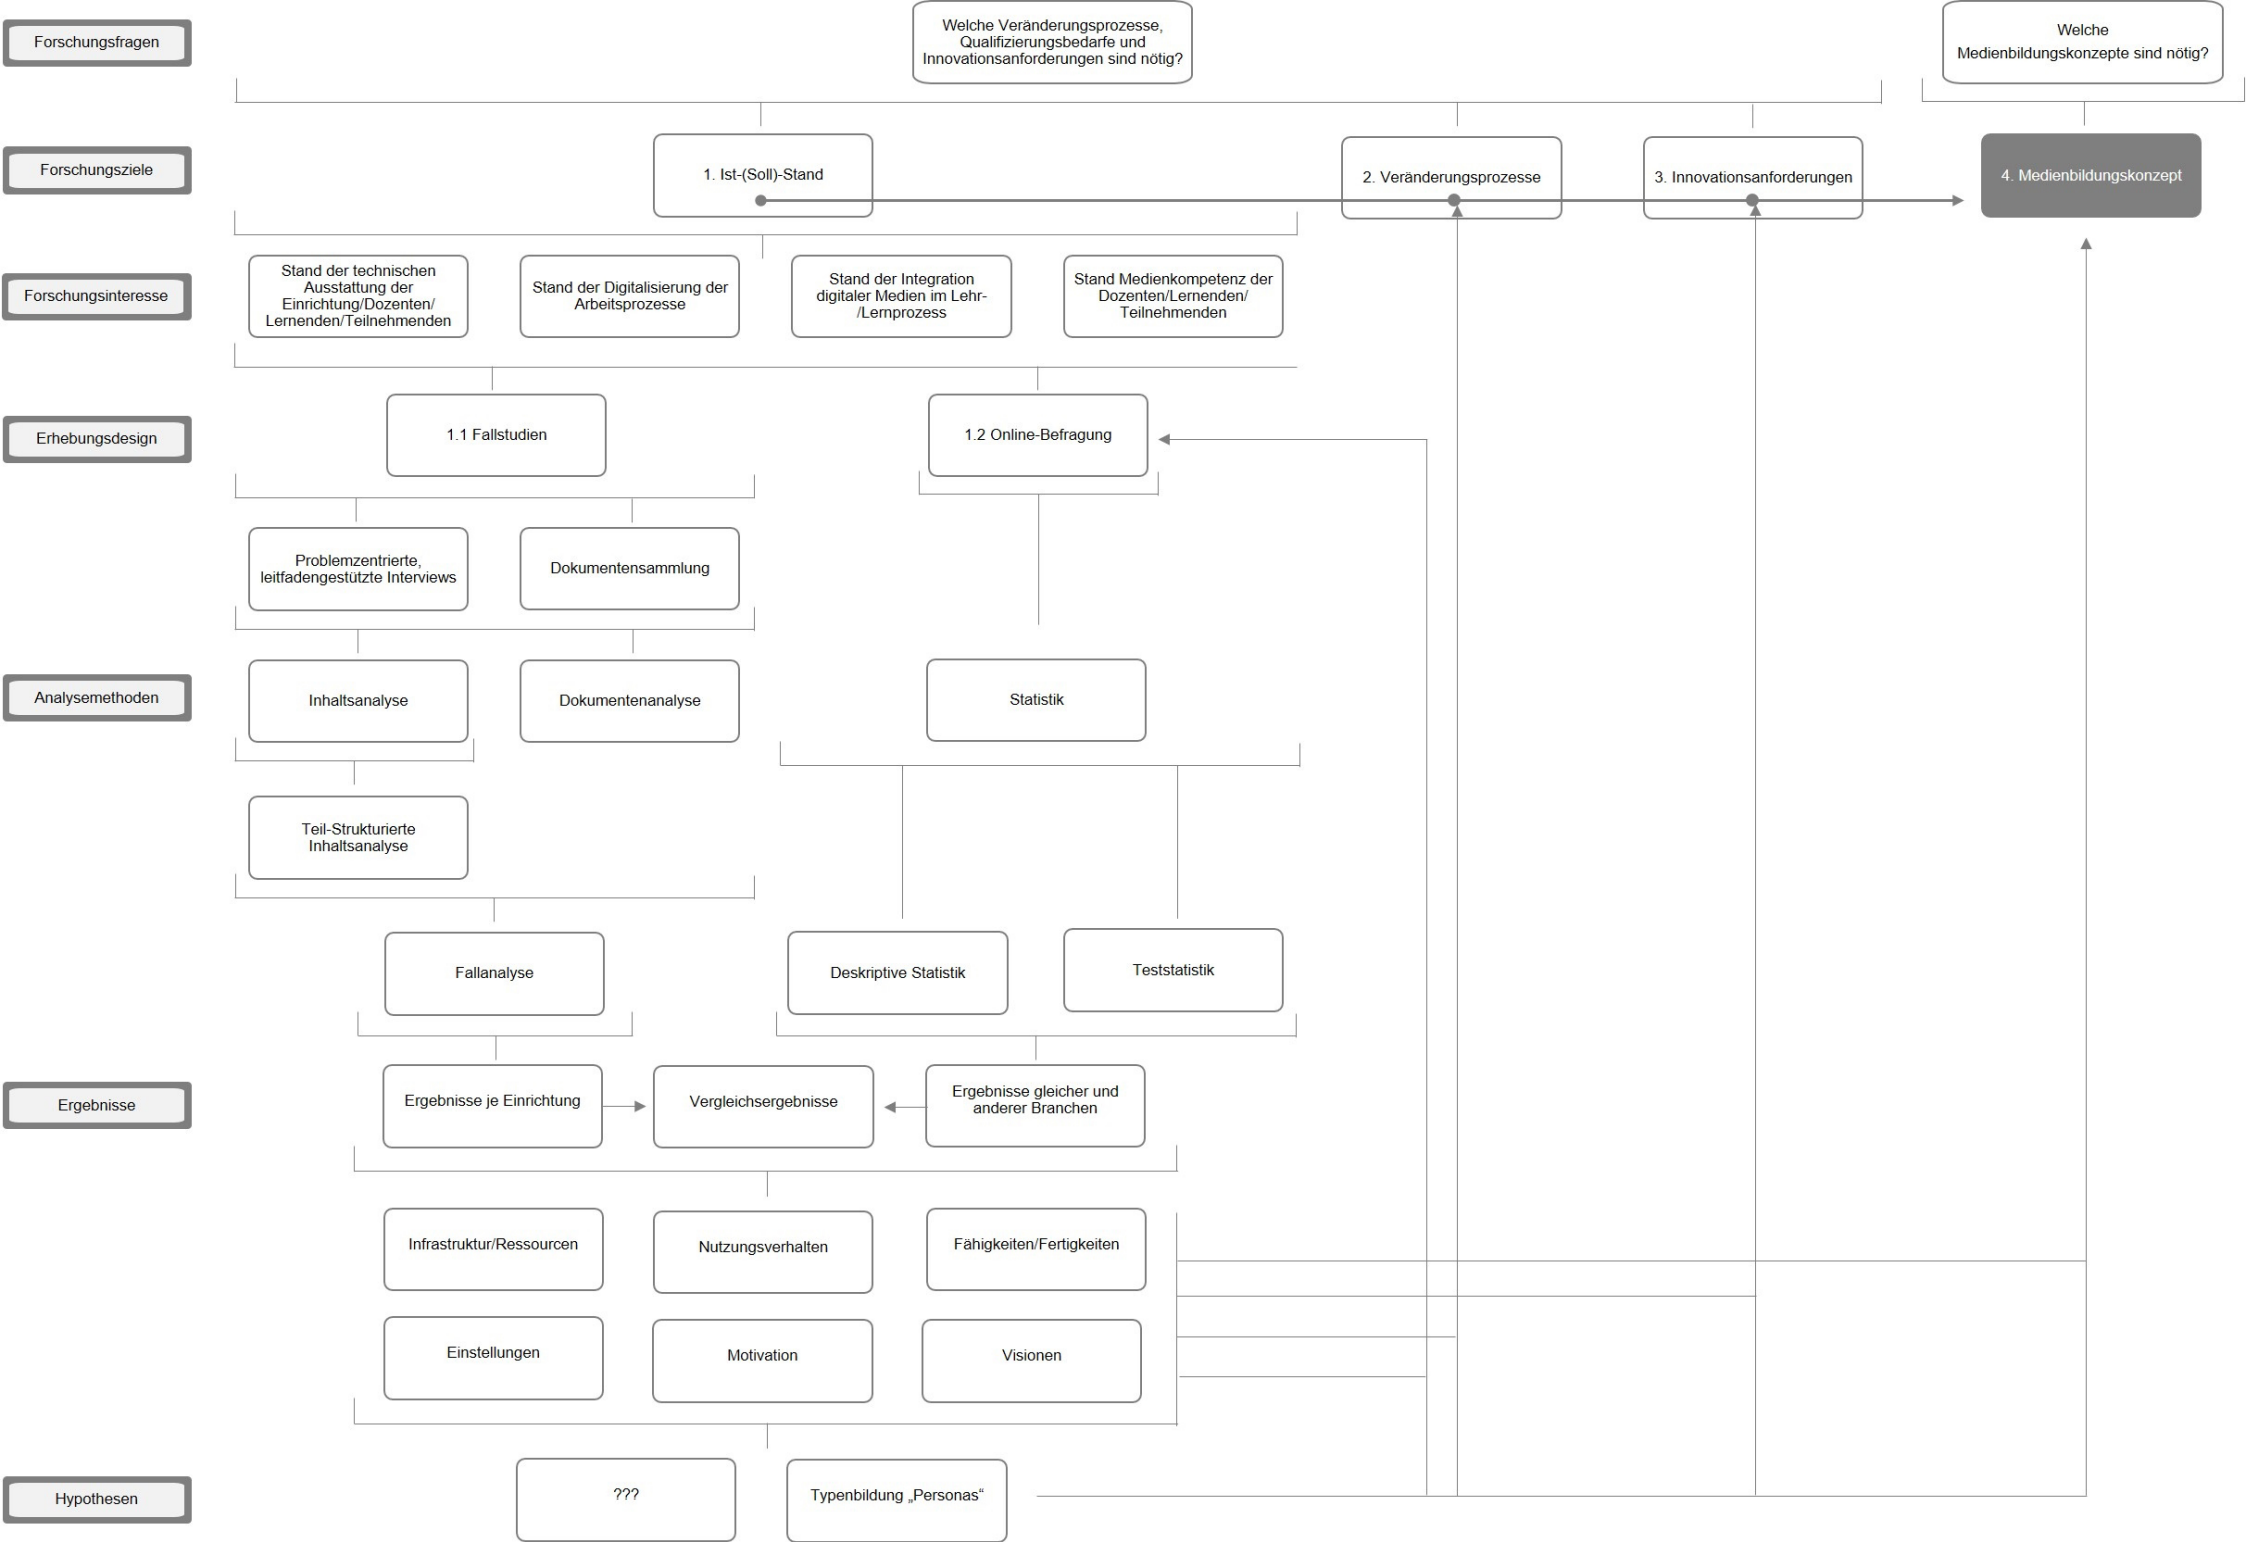 Forschungsfragen
Welche Veränderungsprozesse,
Qualifizierungsbedarfe und
Innovationsanforderungen sind nötig?
Welche
Medienbildungskonzepte sind nötig?
Forschungsziele
1. Ist-(Soll)-Stand
2. Veränderungsprozesse
3. Innovationsanforderungen
4. Medienbildungskonzept
Forschungsinteresse
Stand der technischen
Ausstattung der
Einrichtung/Dozenten/
Lernenden/Teilnehmenden
Stand der Digitalisierung der
Arbeitsprozesse
Stand der Integration
digitaler Medien im Lehr-
/Lernprozess
Stand Medienkompetenz der
Dozenten/Lernenden/
Teilnehmenden
Erhebungsdesign
1.1 Fallstudien
1.2 Online-Befragung
Problemzentrierte,
leitfadengestützte Interviews
Dokumentensammlung
Analysemethoden
Inhaltsanalyse
Dokumentenanalyse
Statistik
Teil-Strukturierte
Inhaltsanalyse
Fallanalyse
Deskriptive Statistik
Teststatistik
Ergebnisse
Ergebnisse je Einrichtung
Vergleichsergebnisse
Ergebnisse gleicher und
anderer Branchen
Infrastruktur/Ressourcen
Nutzungsverhalten
Fähigkeiten/Fertigkeiten
Einstellungen
Motivation
Visionen
Hypothesen
???
Typenbildung „Personas“